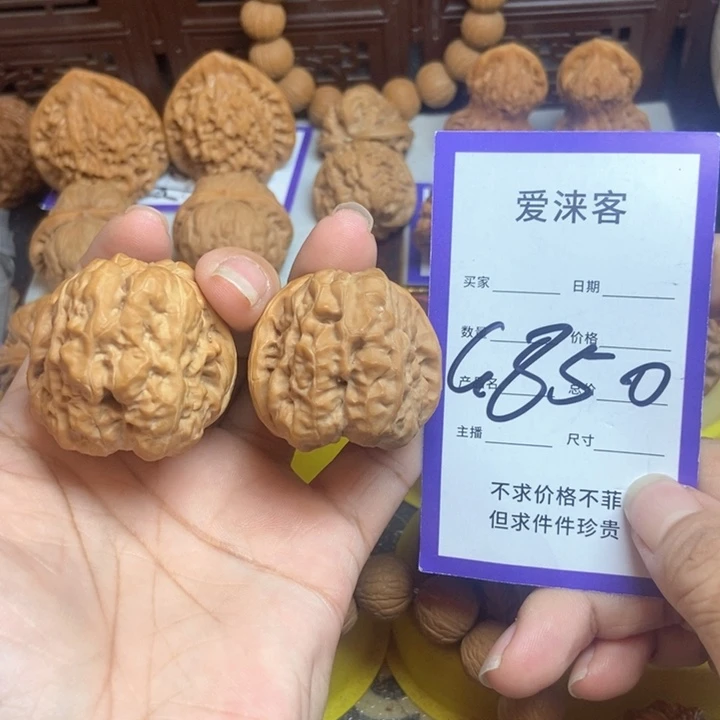 爱涞客
买家 日期
数量 价格
6850
产品名 总价
主播 尺寸
不求价格不菲
但求件件珍贵